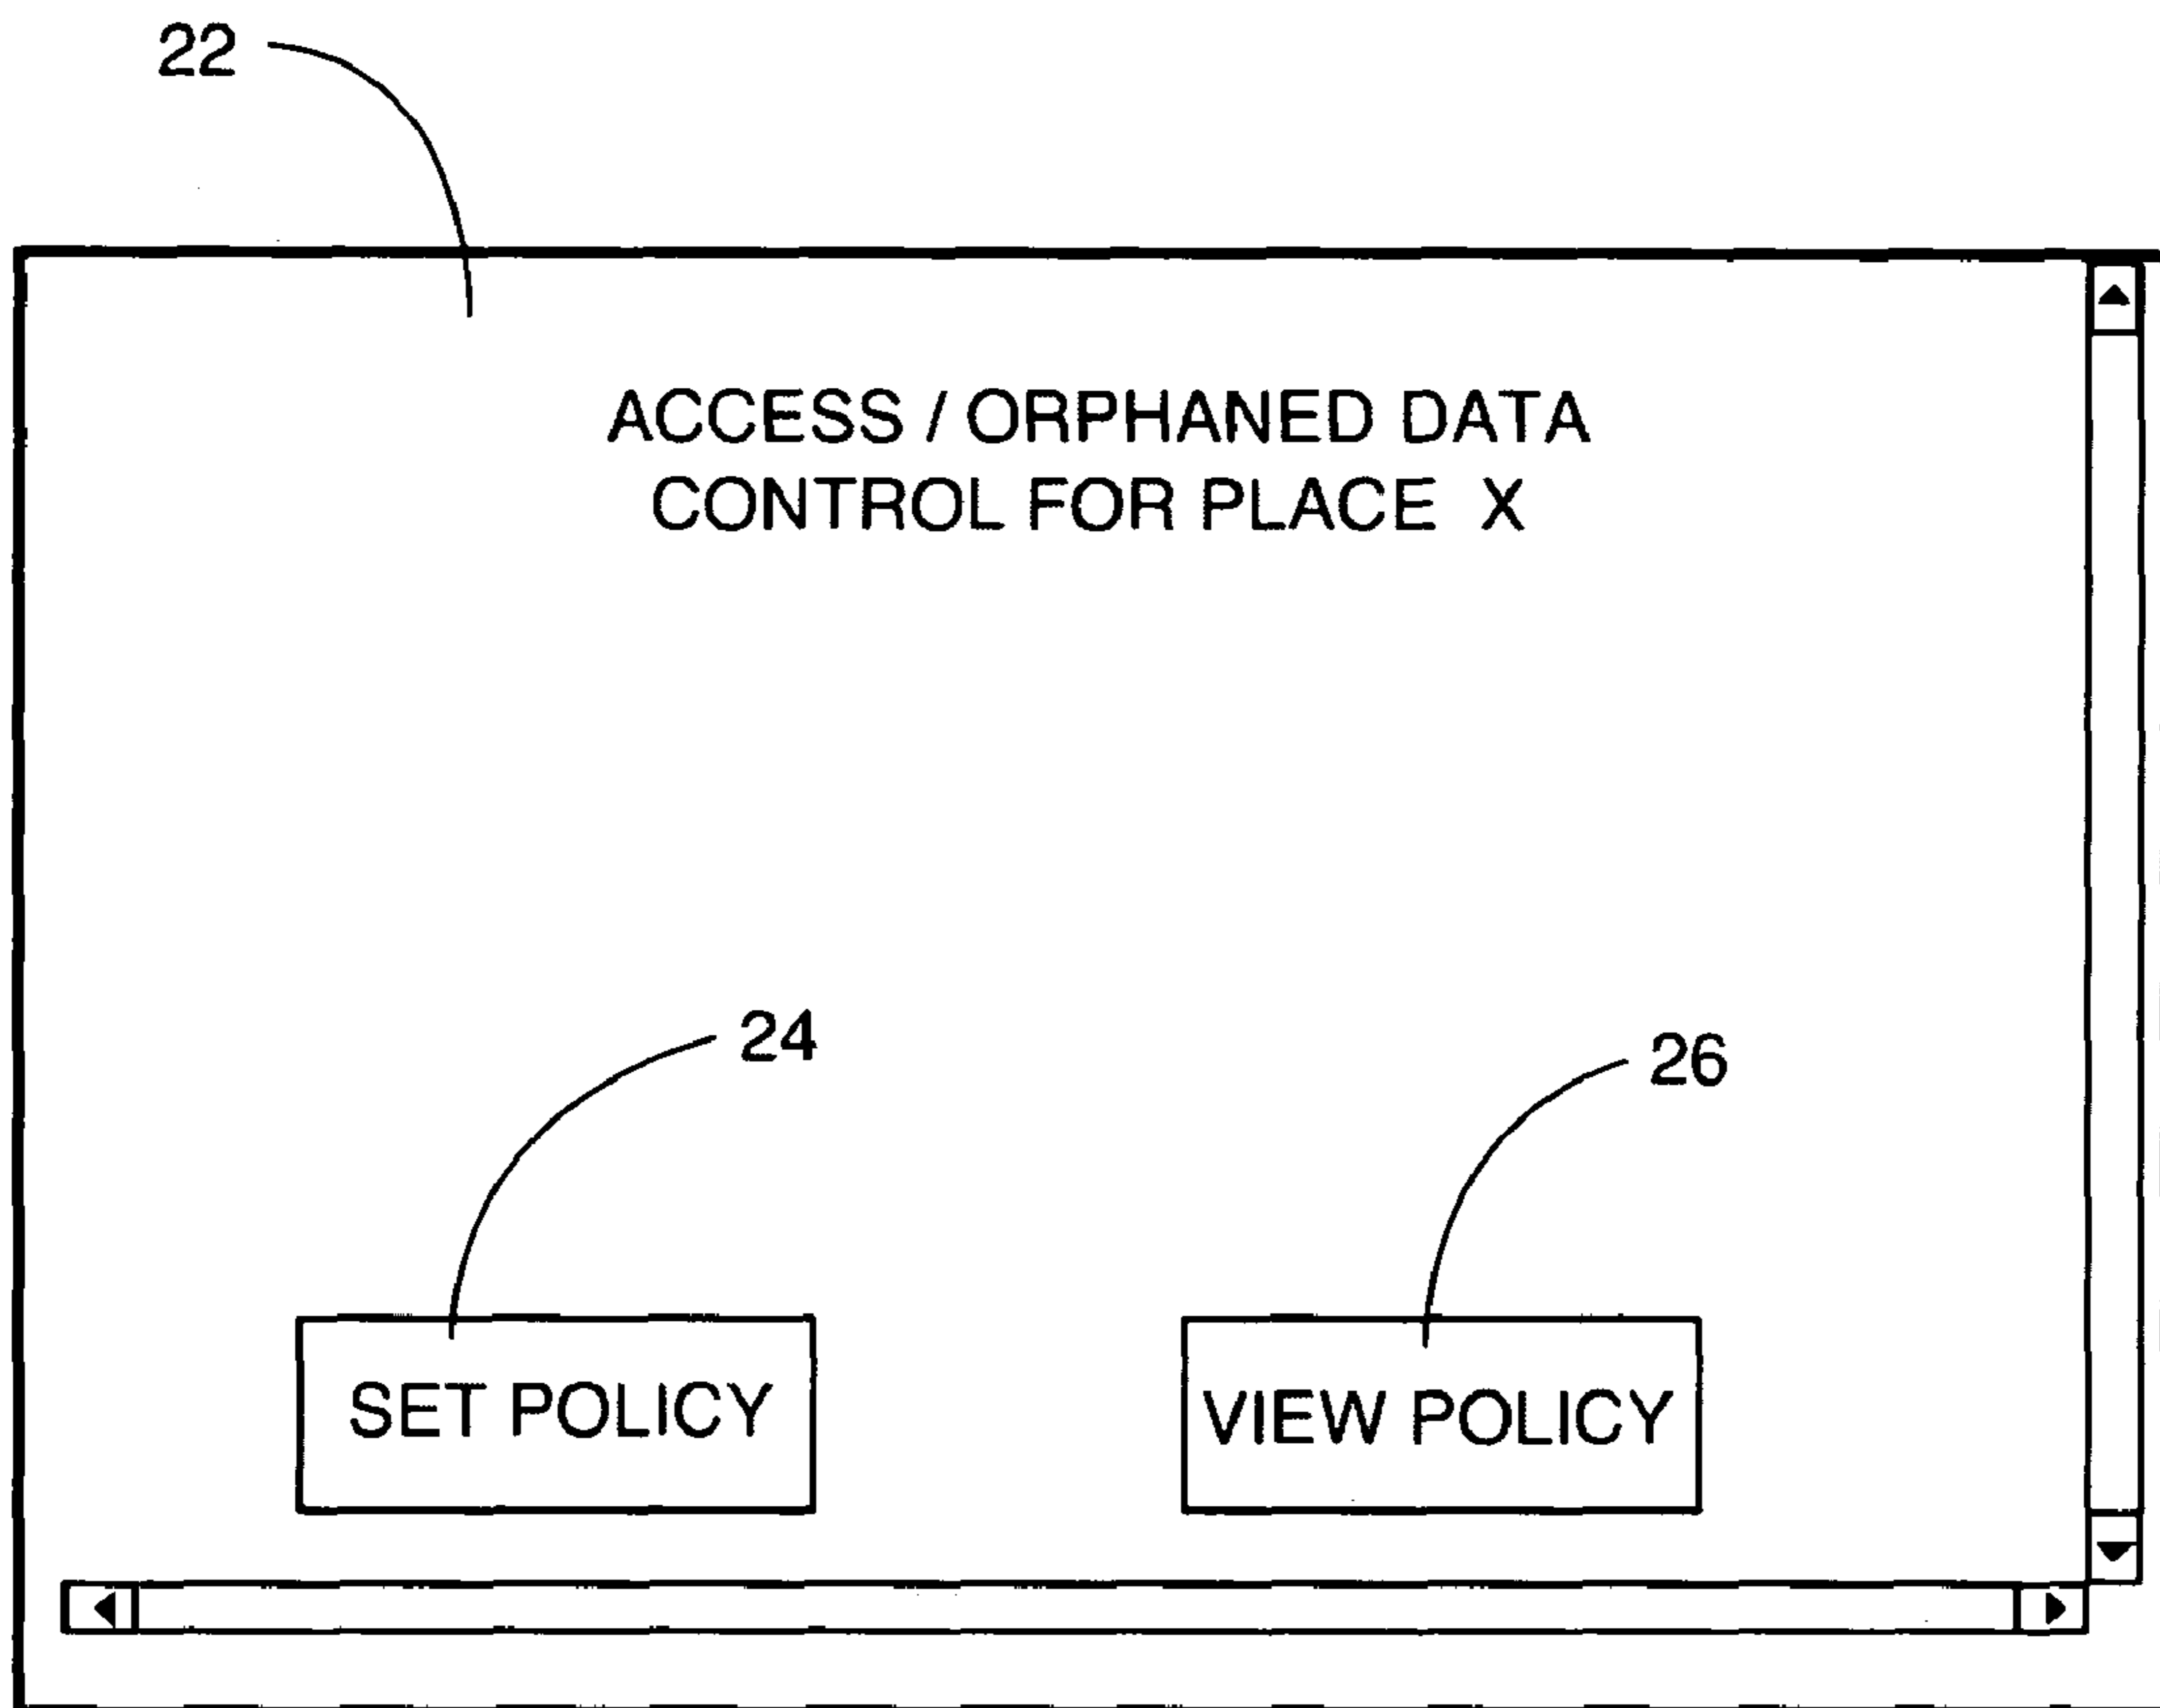 22
ACCESS / ORPHANED DATA
CONTROL FOR PLACE X
24
26
SET POLICY
VIEW POLICY